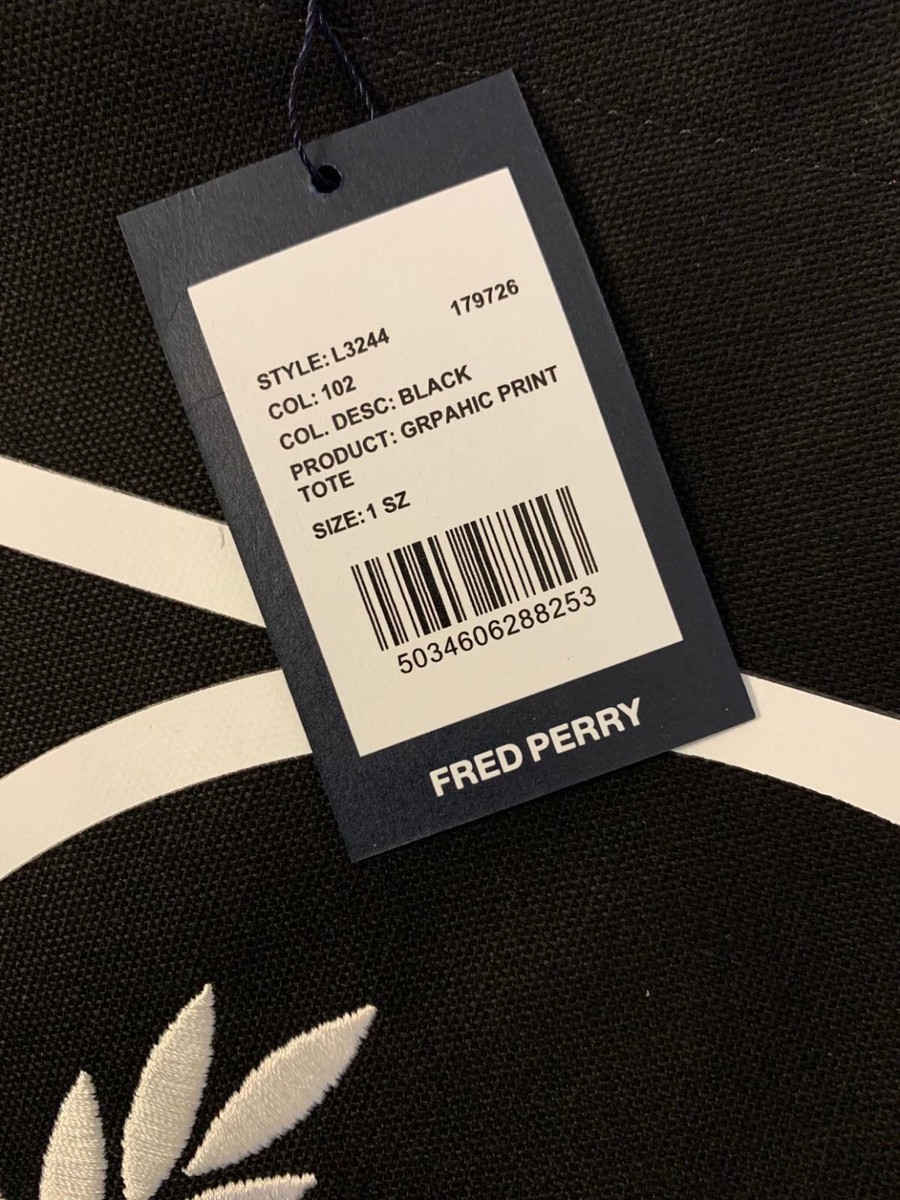 179726
STYLE: L3244
COL: 102
COL. DESC: BLACK
PRODUCT: GRPAHIC PRINT
TOTE
SIZE: 1 SZ
5034606288253
FRED PERRY